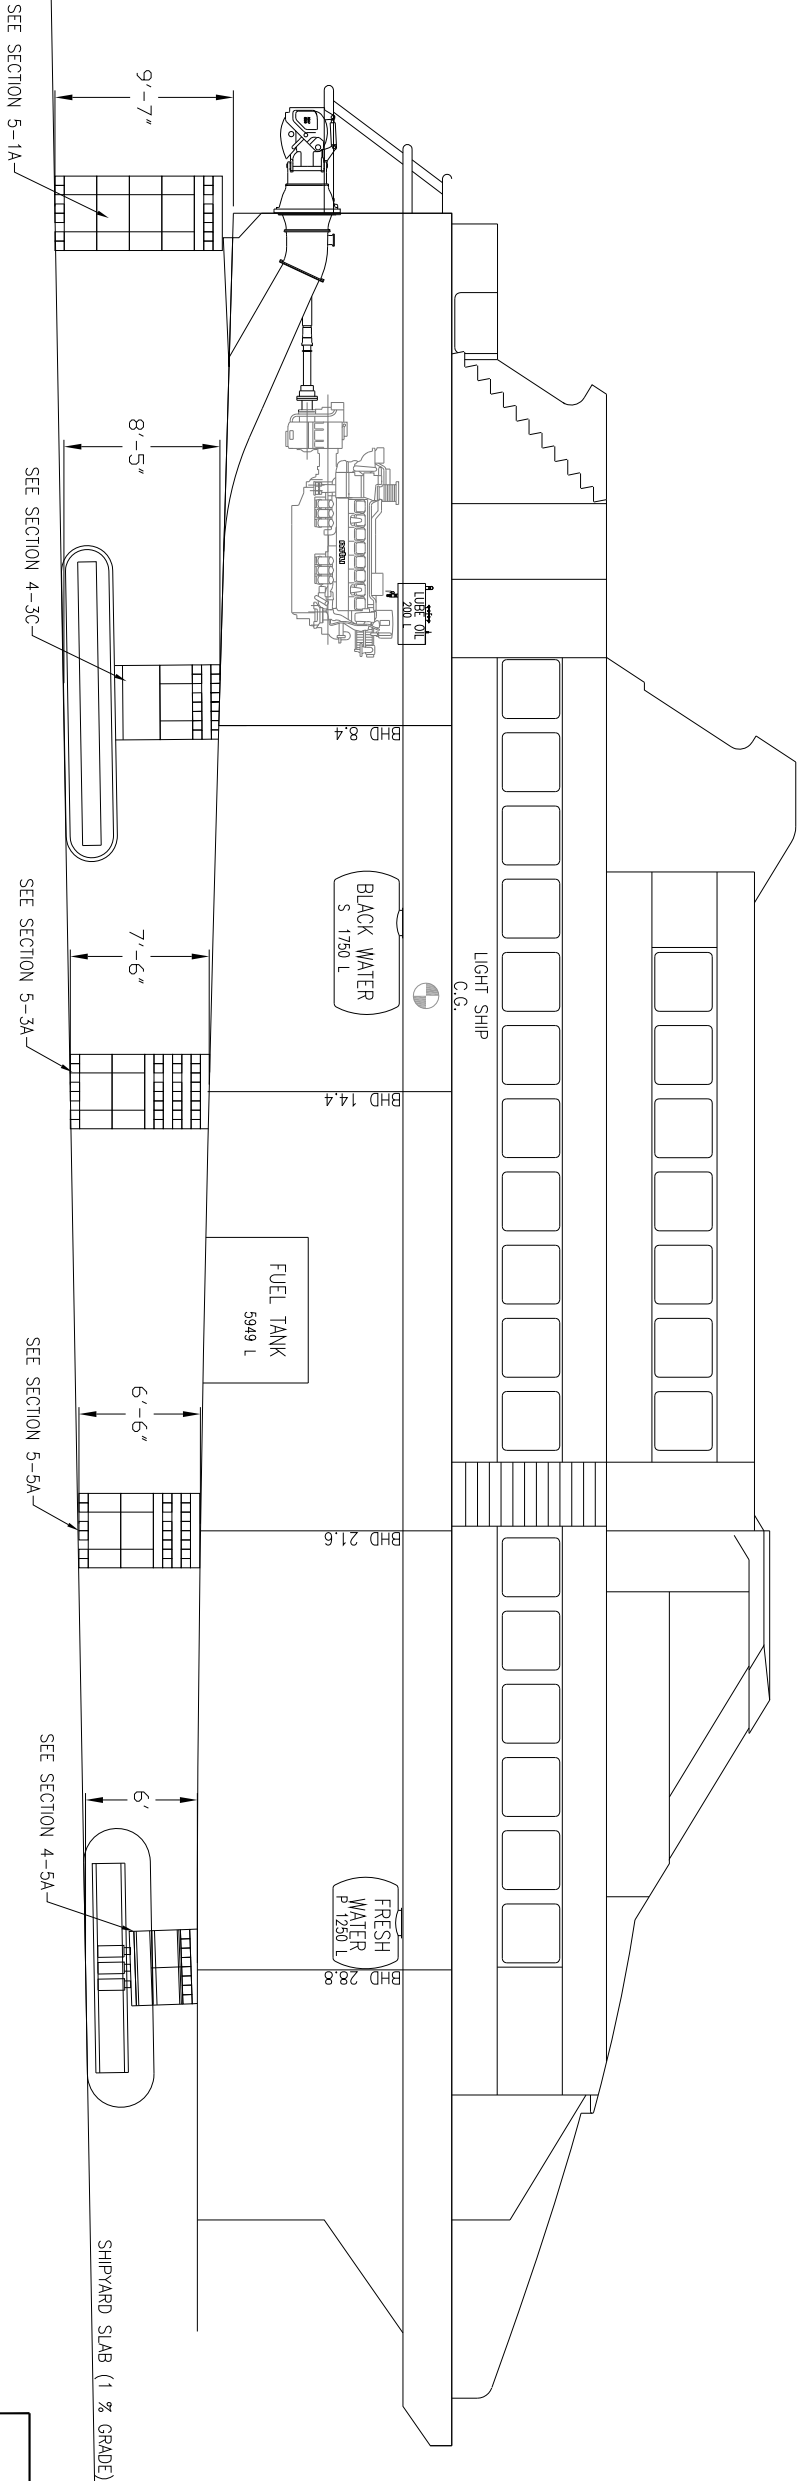 SEE SECTION 5-1A
9'-7"
8'-5"
SEE SECTION 4-3C
LUBE OIL
200 L
BHD 8.4
BLACK WATER
S 1750 L
LIGHT SHIP
C.G.
7'-6"
SEE SECTION 5-3A
BHD 14.4
FUEL TANK
5949 L
6'-6"
SEE SECTION 5-5A
BHD 21.6
6'
SEE SECTION 4-5A
FRESH
WATER
P 1250 L
BHD 28.8
SHIPYARD SLAB (1 % GRADE)